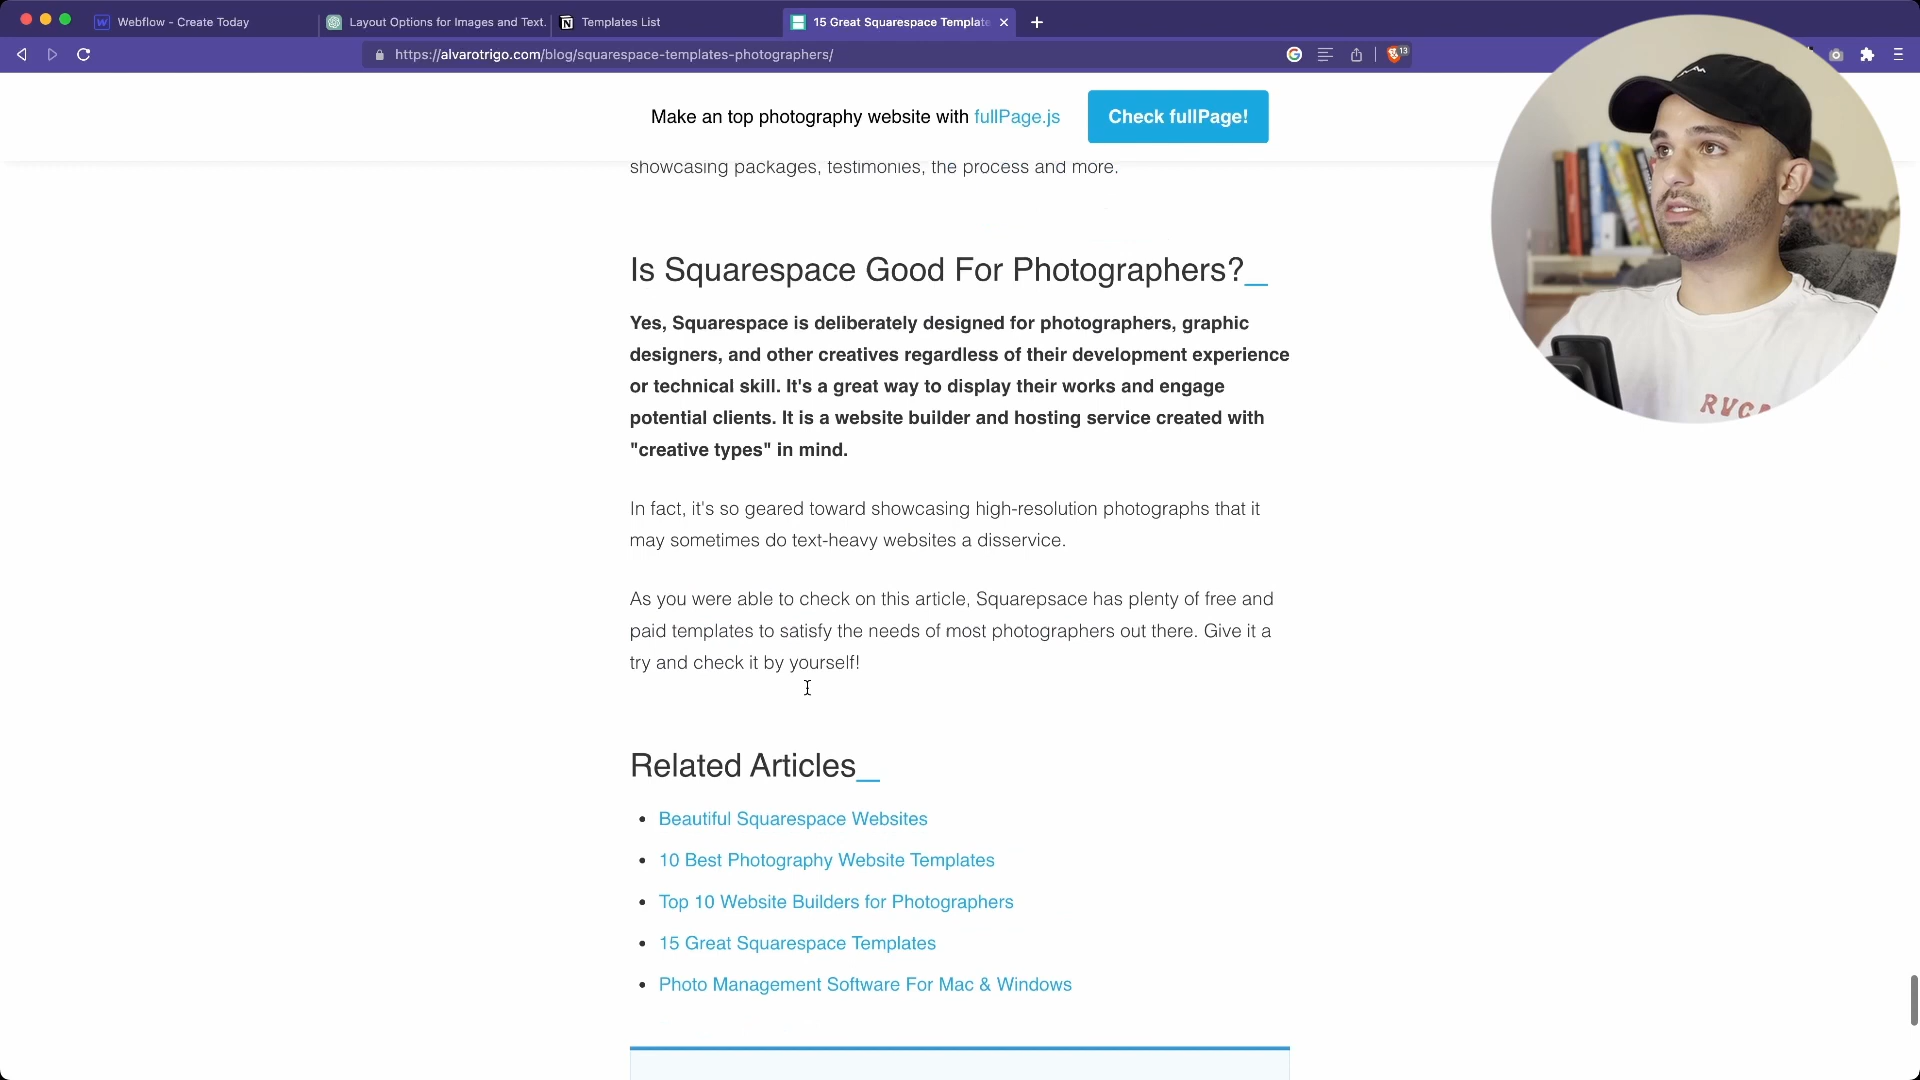 Webflow - Create Today
Layout Options for Images and Text.
Templates List
15 Great Squarespace Template
https://alvarotrigo.com/blog/squarespace-templates-photographers/
13
Make an top photography website with fullPage.js
Check fullPage!
showcasing packages, testimonies, the process and more.
Is Squarespace Good For Photographers?_
Yes, Squarespace is deliberately designed for photographers, graphic
designers, and other creatives regardless of their development experience
or technical skill. It's a great way to display their works and engage
potential clients. It is a website builder and hosting service created with
"creative types" in mind.
In fact, it's so geared toward showcasing high-resolution photographs that it
may sometimes do text-heavy websites a disservice.
As you were able to check on this article, Squarepsace has plenty of free and
paid templates to satisfy the needs of most photographers out there. Give it a
try and check it by yourself!
Related Articles_
• Beautiful Squarespace Websites
• 10 Best Photography Website Templates
• Top 10 Website Builders for Photographers
• 15 Great Squarespace Templates
• Photo Management Software For Mac & Windows
RVCA